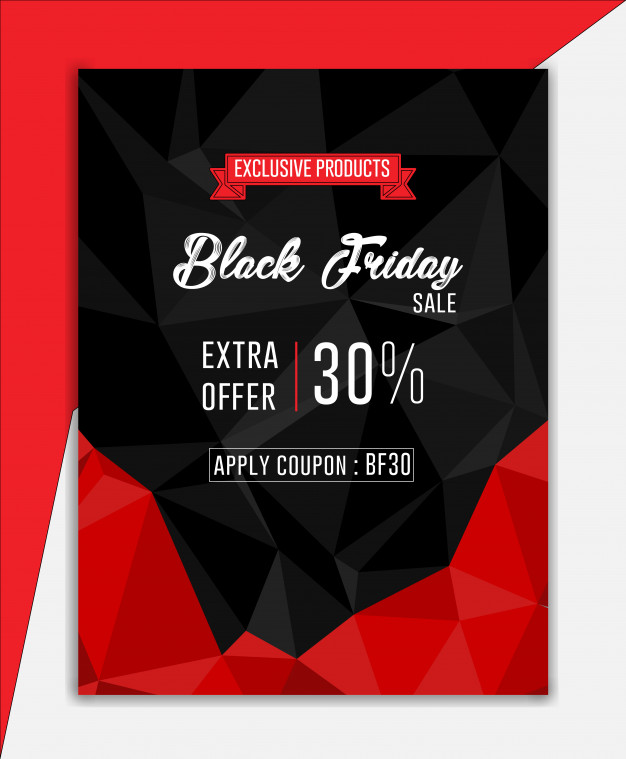 EXCLUSIVE PRODUCTS
Black Friday
SALE
EXTRA
OFFER
30%
APPLY COUPON : BF30